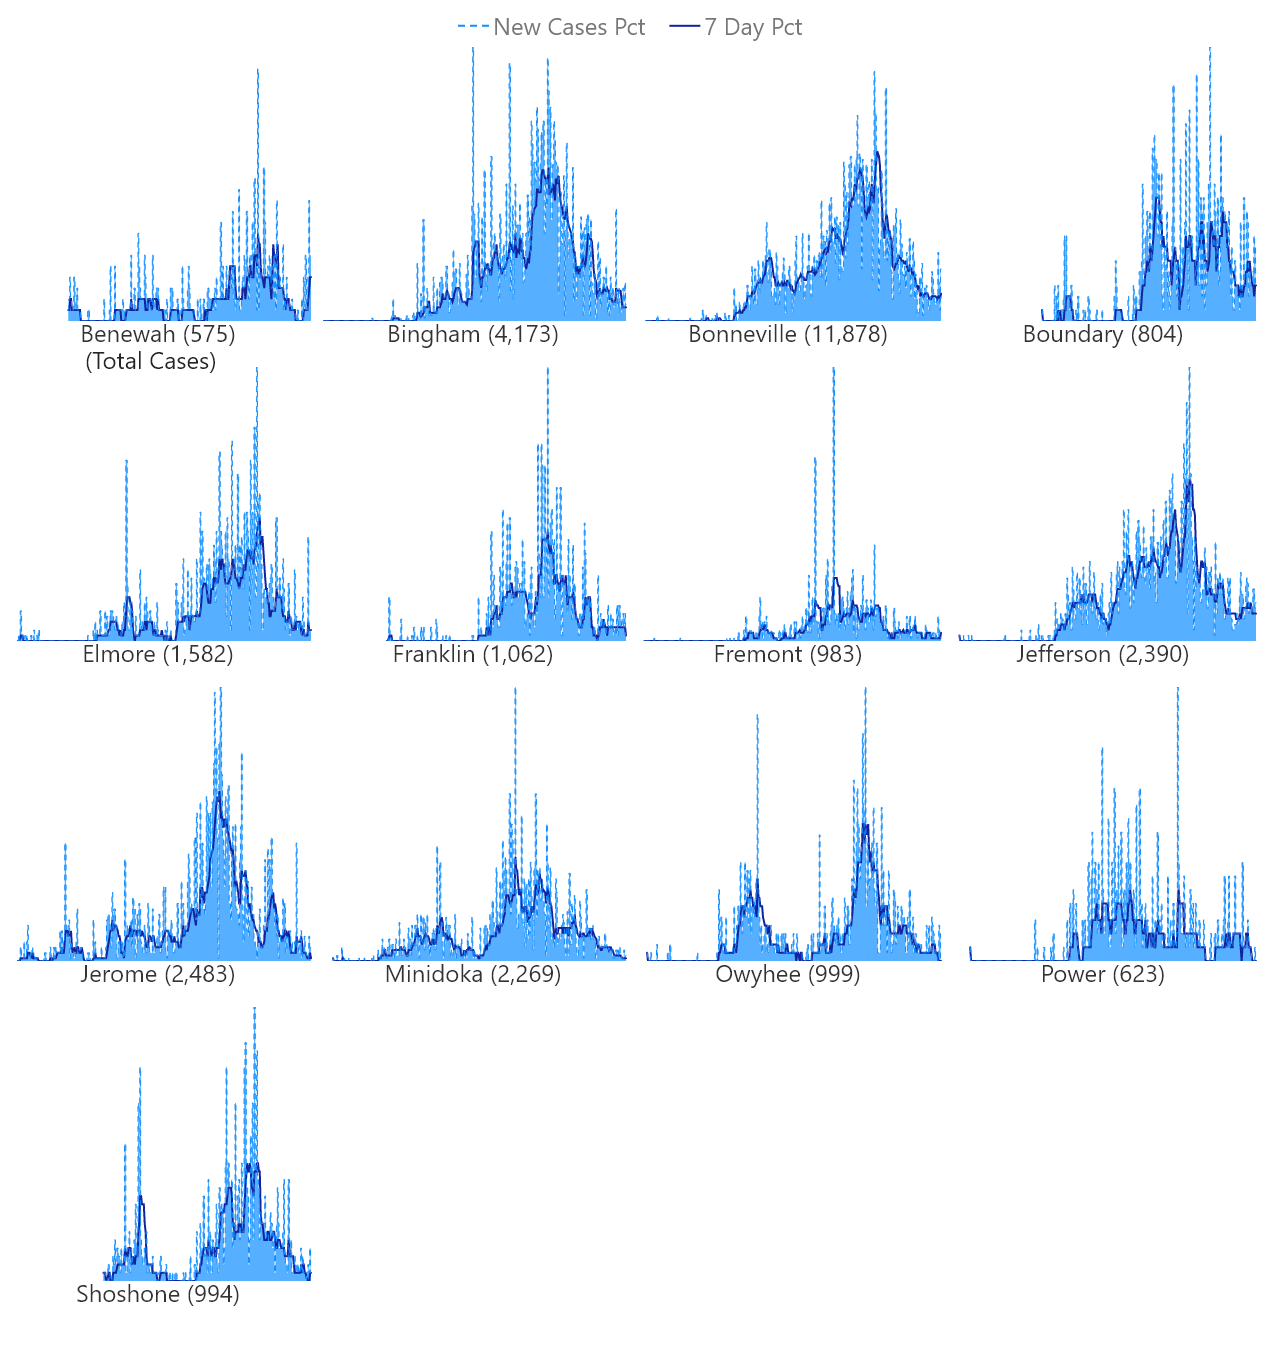 New Cases Pct 7 Day Pct
Benewah (575) Bingham (4,173) Bonneville (11,878) Boundary (804)
(Total Cases)
Elmore (1,582) Franklin (1,062) Fremont (983) Jefferson (2,390)
Jerome (2,483) Minidoka (2,269) Owyhee (999) Power (623)
Shoshone (994)